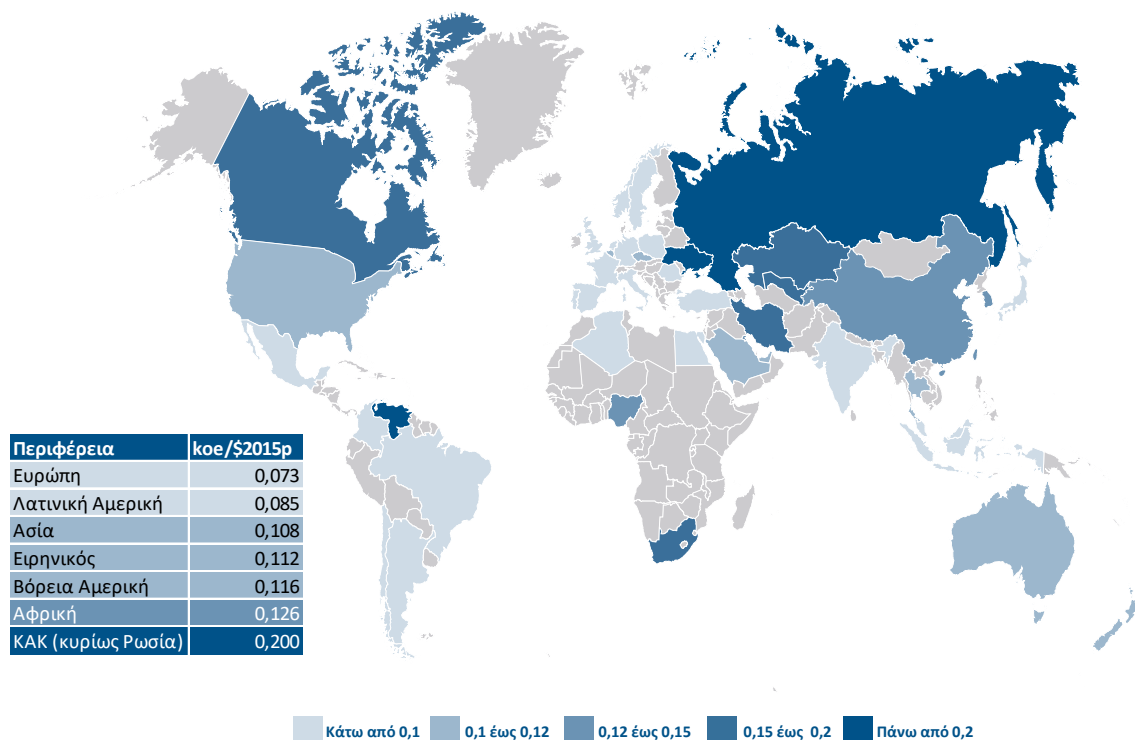 Περιφέρεια koe/$2015p
Ευρώπη 0,073
Λατινική Αμερική 0,085
Ασία 0,108
Ειρηνικός 0,112
Βόρεια Αμερική 0,116
Αφρική 0,126
ΚΑΚ (κυρίως Ρωσία) 0,200
Κάτω από 0,1 0,1 έως 0,12 0,12 έως 0,15 0,15 έως 0,2 Πάνω από 0,2